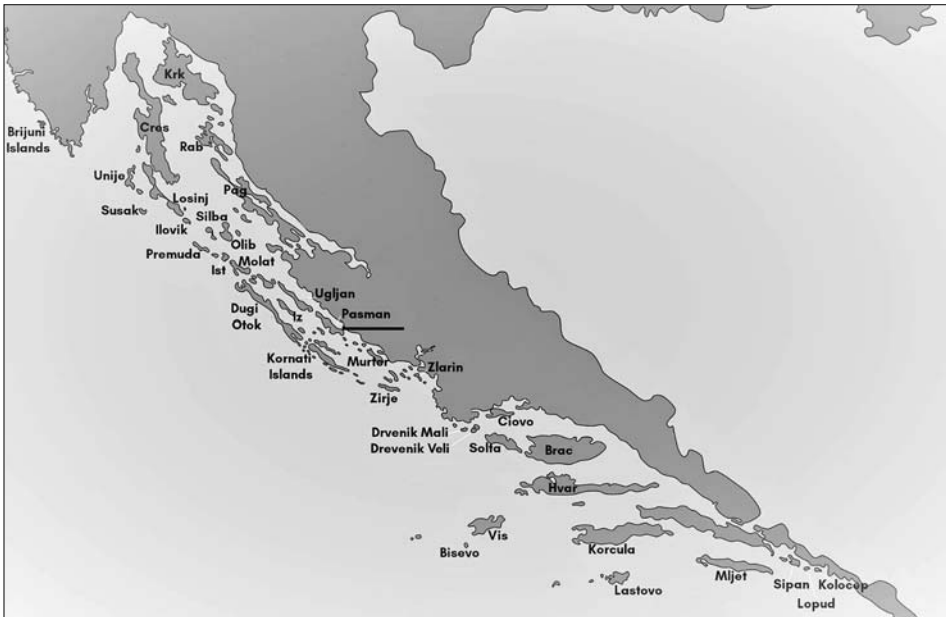 Krk
Cres
Brijuni
Islands
Rab
Unije
Pag
Losinj
Susak
Silba
Ilovik
Olib
Premuda
Molat
Ist
Ugljan
Dugi
Otok
Iz
Pasman
Kornati
Islands
Murter
Zlarin
Zirje
Ciovo
Drvenik Mali
Drevenik Veli
Solta
Brac
Hvar
Vis
Bisevo
Korcula
Mljet
Sipan
Kolocep
Lastovo
Lopud